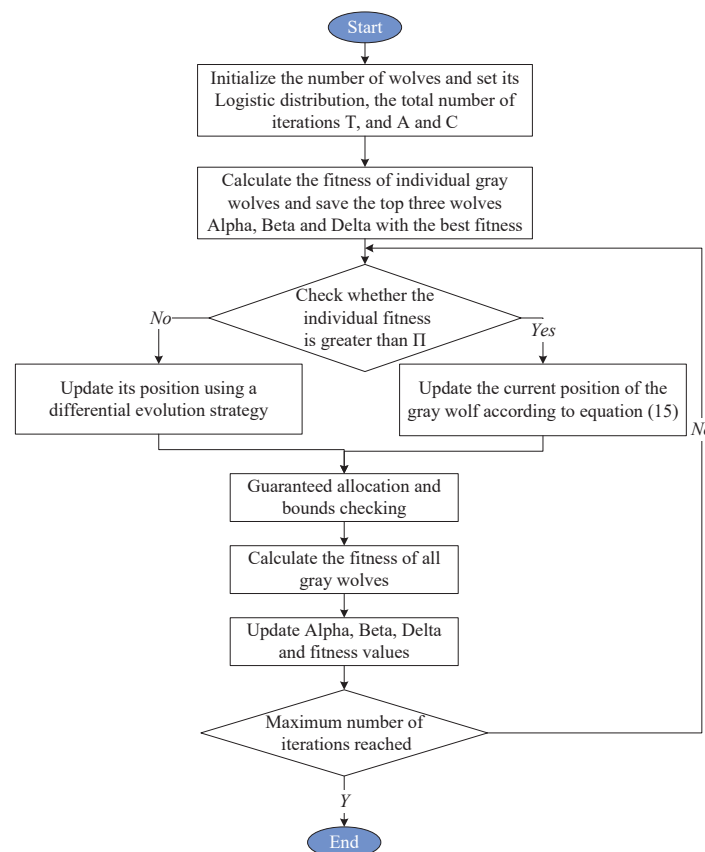 Start
Initialize the number of wolves and set its
Logistic distribution, the total number of
iterations T, and A and C
Calculate the fitness of individual gray
wolves and save the top three wolves
Alpha, Beta and Delta with the best fitness
Check whether the
individual fitness
is greater than Π
No
Yes
Update its position using a
differential evolution strategy
Update the current position of the
gray wolf according to equation (15)
No
Guaranteed allocation and
bounds checking
Calculate the fitness of all
gray wolves
Update Alpha, Beta, Delta
and fitness values
Maximum number of
iterations reached
Y
End